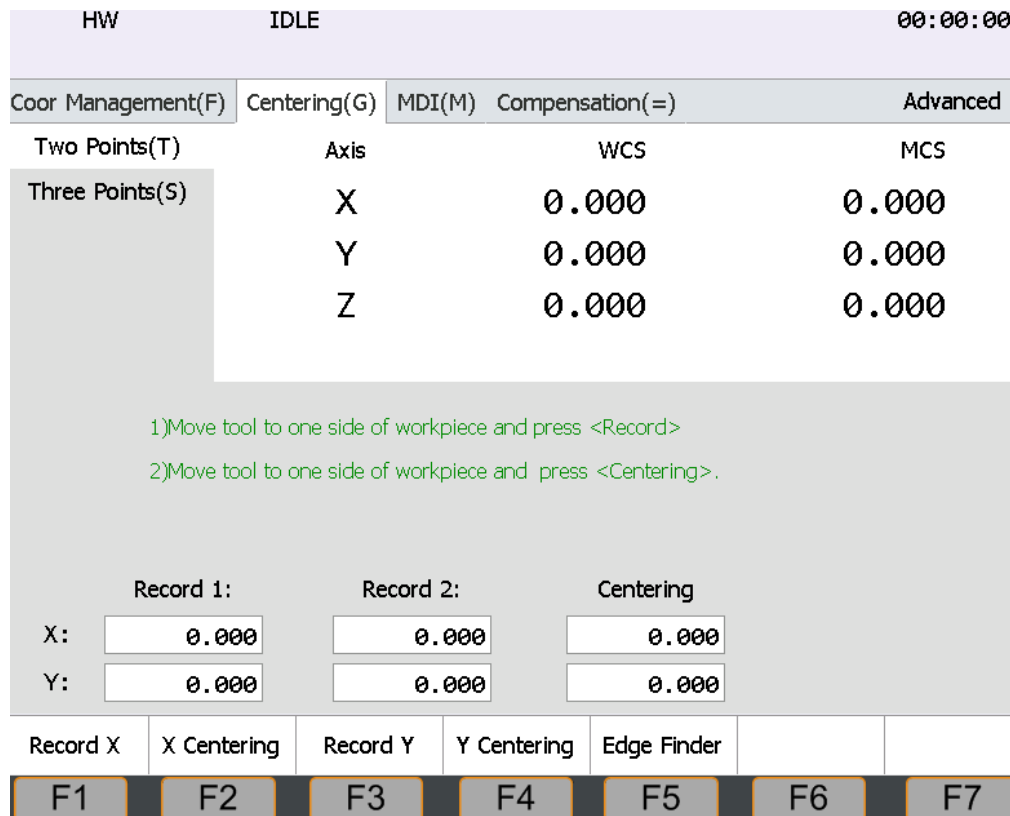 HW IDLE 00:00:00
Coor Management(F) Centering(G) MDI(M) Compensation(=) Advanced
Two Points(T) Axis WCS MCS
Three Points(S)
X 0.000 0.000
Y 0.000 0.000
Z 0.000 0.000
1)Move tool to one side of workpiece and press <Record>
2)Move tool to one side of workpiece and press <Centering>.
Record 1: Record 2: Centering
X: 0.000 0.000 0.000
Y: 0.000 0.000 0.000
Record X X Centering Record Y Y Centering Edge Finder
F1 F2 F3 F4 F5 F6 F7